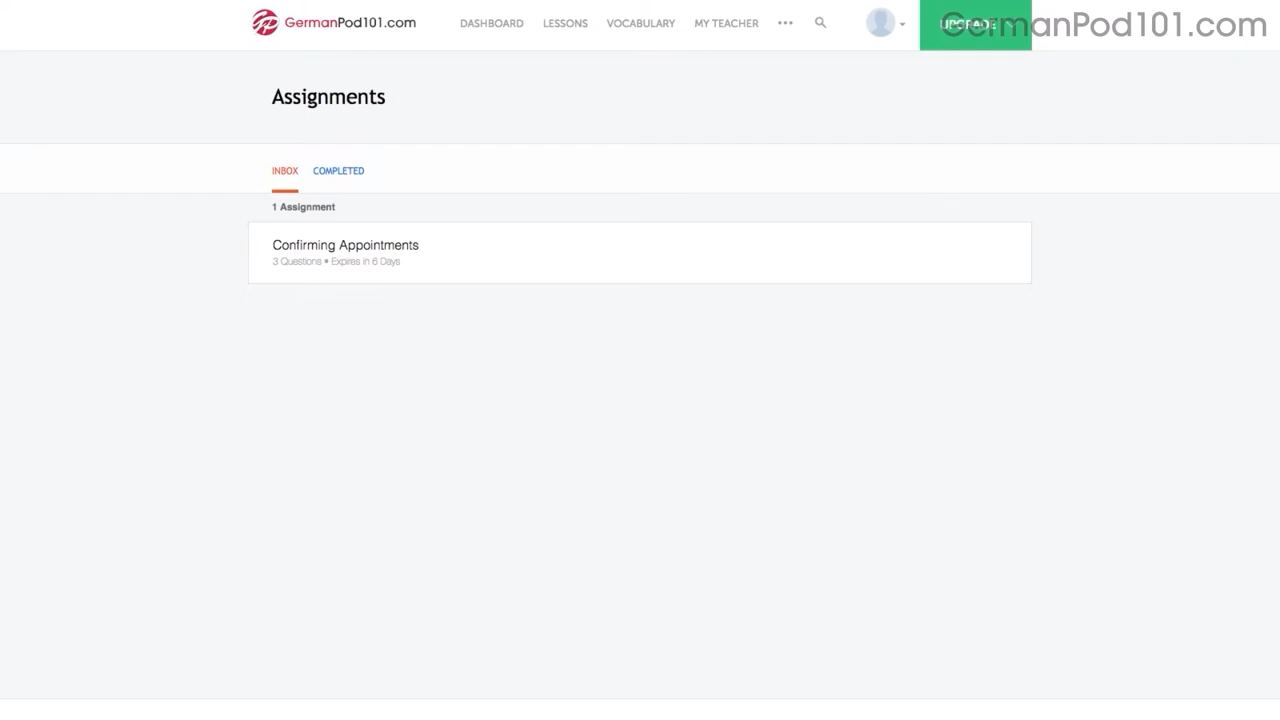 GermanPod101.com
DASHBOARD LESSONS VOCABULARY MY TEACHER
UPGRADE
GermanPod101.com
Assignments
INBOX COMPLETED
1 Assignment
Confirming Appointments
3 Questions • Expires in 6 Days